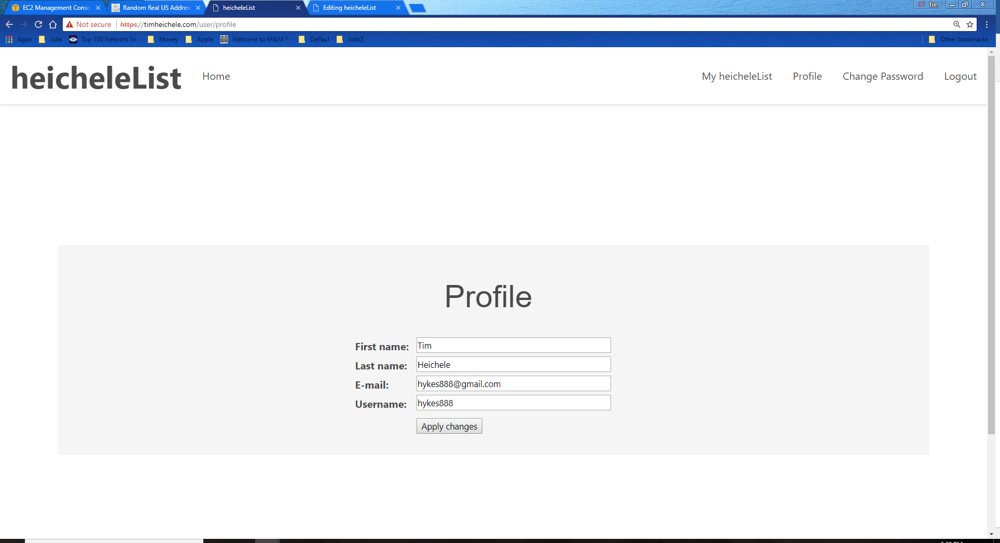 EC2 Management Conso
Random Real US Address
heicheleList
Editing heicheleList
Tim
Not secure
https://timheichele.com/user/profile
Apps
Jobs
Top 100 Network Sec
Money
Apple
Welcome to M&M P
DePaul
Jobs2
Other bookmarks
heicheleList
Home
My heicheleList
Profile
Change Password
Logout
Profile
First name: Tim
Last name: Heichele
E-mail: hykes888@gmail.com
Username: hykes888
Apply changes